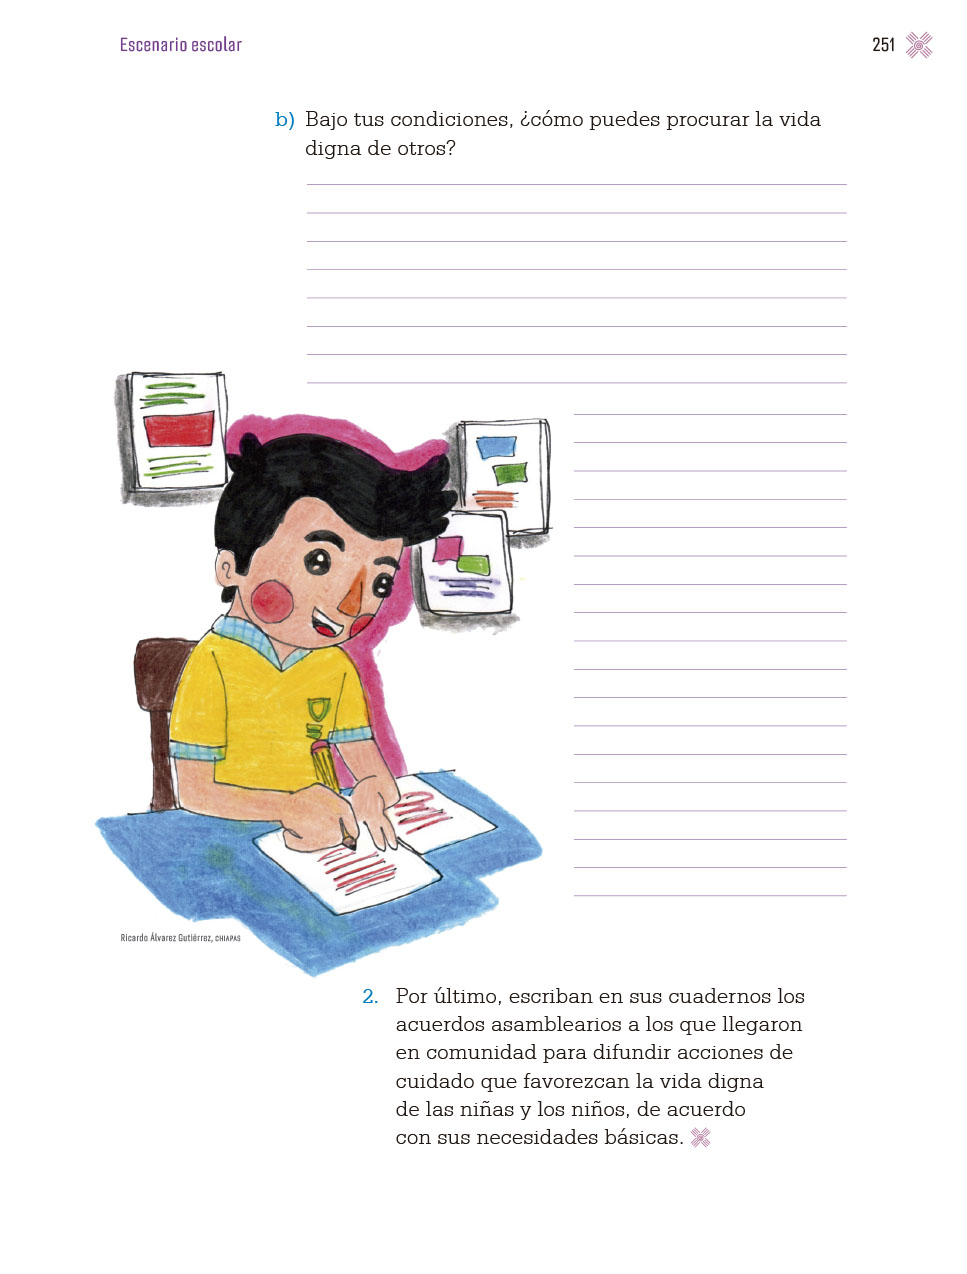 Escenario escolar
251
b) Bajo tus condiciones, ¿cómo puedes procurar la vida
digna de otros?
Ricardo Álvarez Gutiérrez, CHIAPAS
2. Por último, escriban en sus cuadernos los
acuerdos asamblearios a los que llegaron
en comunidad para difundir acciones de
cuidado que favorezcan la vida digna
de las niñas y los niños, de acuerdo
con sus necesidades básicas.